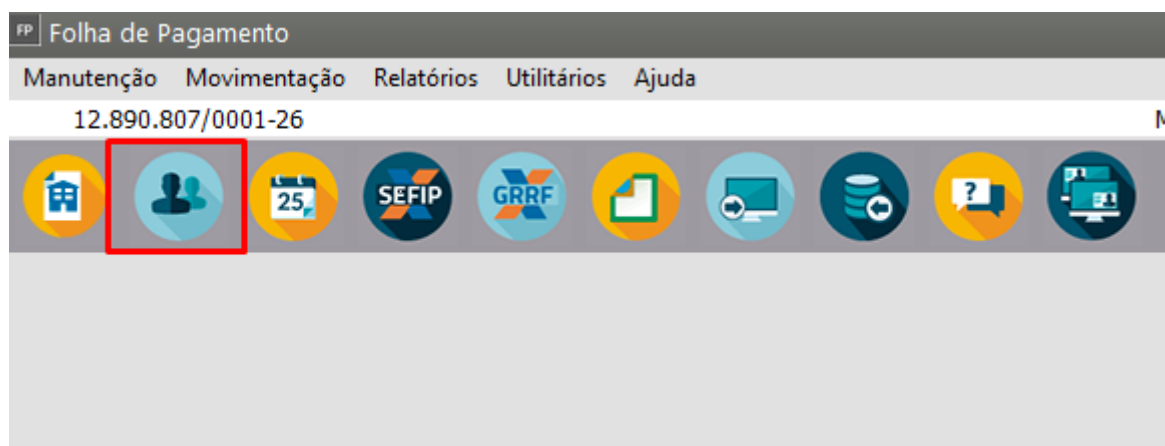 FP Folha de Pagamento
Manutenção Movimentação Relatórios Utilitários Ajuda
12.890.807/0001-26 M
25 SEFIP GRRF ?